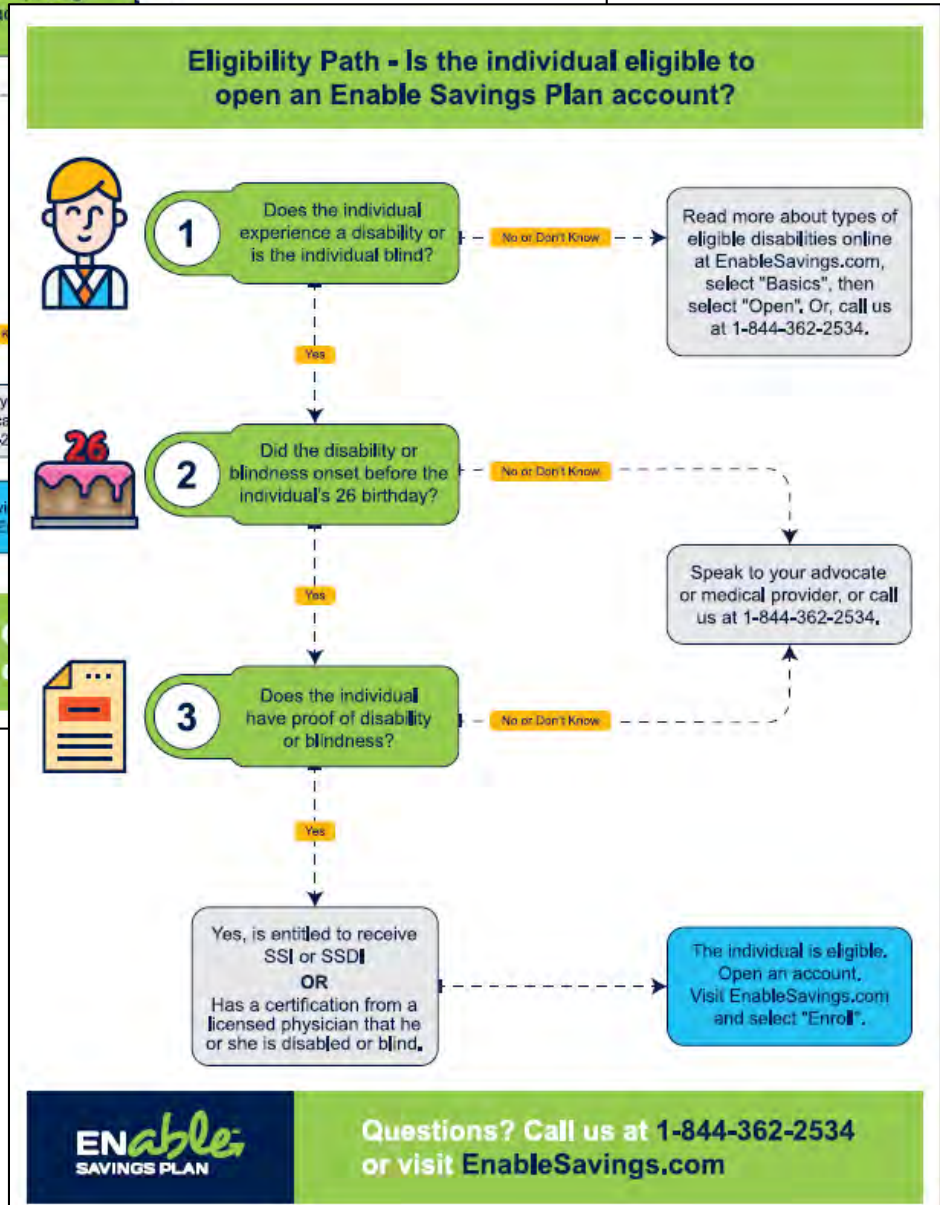 Eligibility Path - Is the individual eligible to
open an Enable Savings Plan account?
1
Does the individual
experience a disability or
is the individual blind?
No or Don't Know
Read more about types of
eligible disabilities online
at EnableSavings.com,
select "Basics", then
select "Open". Or, call us
at 1-844-362-2534.
Yes
26
2
Did the disability or
blindness onset before the
individual's 26 birthday?
No or Don't Know
Speak to your advocate
or medical provider, or call
us at 1-844-362-2534.
Yes
3
Does the individual
have proof of disability
or blindness?
No or Don't Know
Yes
Yes, is entitled to receive
SSI or SSDI
OR
Has a certification from a
licensed physician that he
or she is disabled or blind.
The individual is eligible.
Open an account.
Visit EnableSavings.com
and select "Enroll".
ENable
SAVINGS PLAN
Questions? Call us at 1-844-362-2534
or visit EnableSavings.com